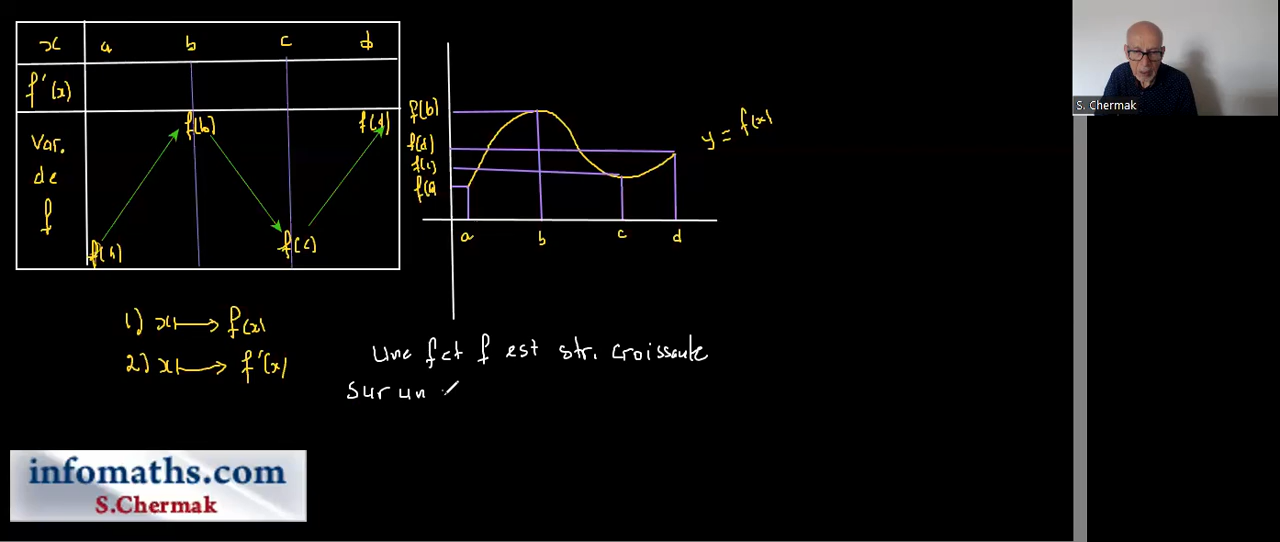 x a b c d
f'(x)
Var. de f
f(a) f(b) f(c) f(d)
f(b)
f(d)
f(c)
f(a
a b c d
y = f(x)
1) x ⟼ f(x)
2) x ⟼ f'(x)
Une fct f est str. croissante
sur un
infomaths.com
S.Chermak
S. Chermak